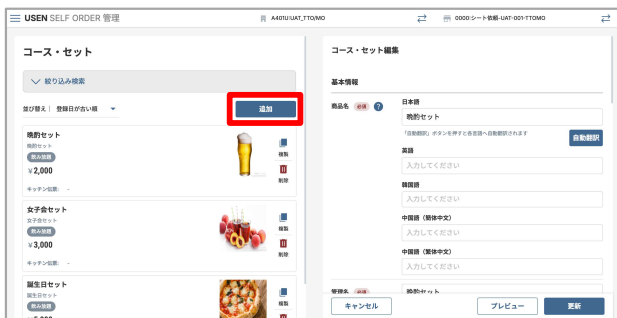 USEN SELF ORDER 管理
A401U:UAT_TTO/MO
0000:シート依頼-UAT-001-TTOMO
コース・セット
絞り込み検索
並び替え｜ 登録日が古い順
追加
晩酌セット
晩酌セット
飲み放題
¥2,000
キッチン伝票: -
複製
削除
女子会セット
女子会セット
飲み放題
¥3,000
キッチン伝票: -
複製
削除
誕生日セット
誕生日セット
飲み放題
複製
コース・セット編集
基本情報
商品名 必須 ?
日本語
晩酌セット
「自動翻訳」ボタンを押すと各言語へ自動翻訳されます
自動翻訳
英語
入力してください
韓国語
入力してください
中国語（簡体中文）
入力してください
中国語（繁体中文）
入力してください
管理名 必須
晩酌セット
キャンセル
プレビュー
更新